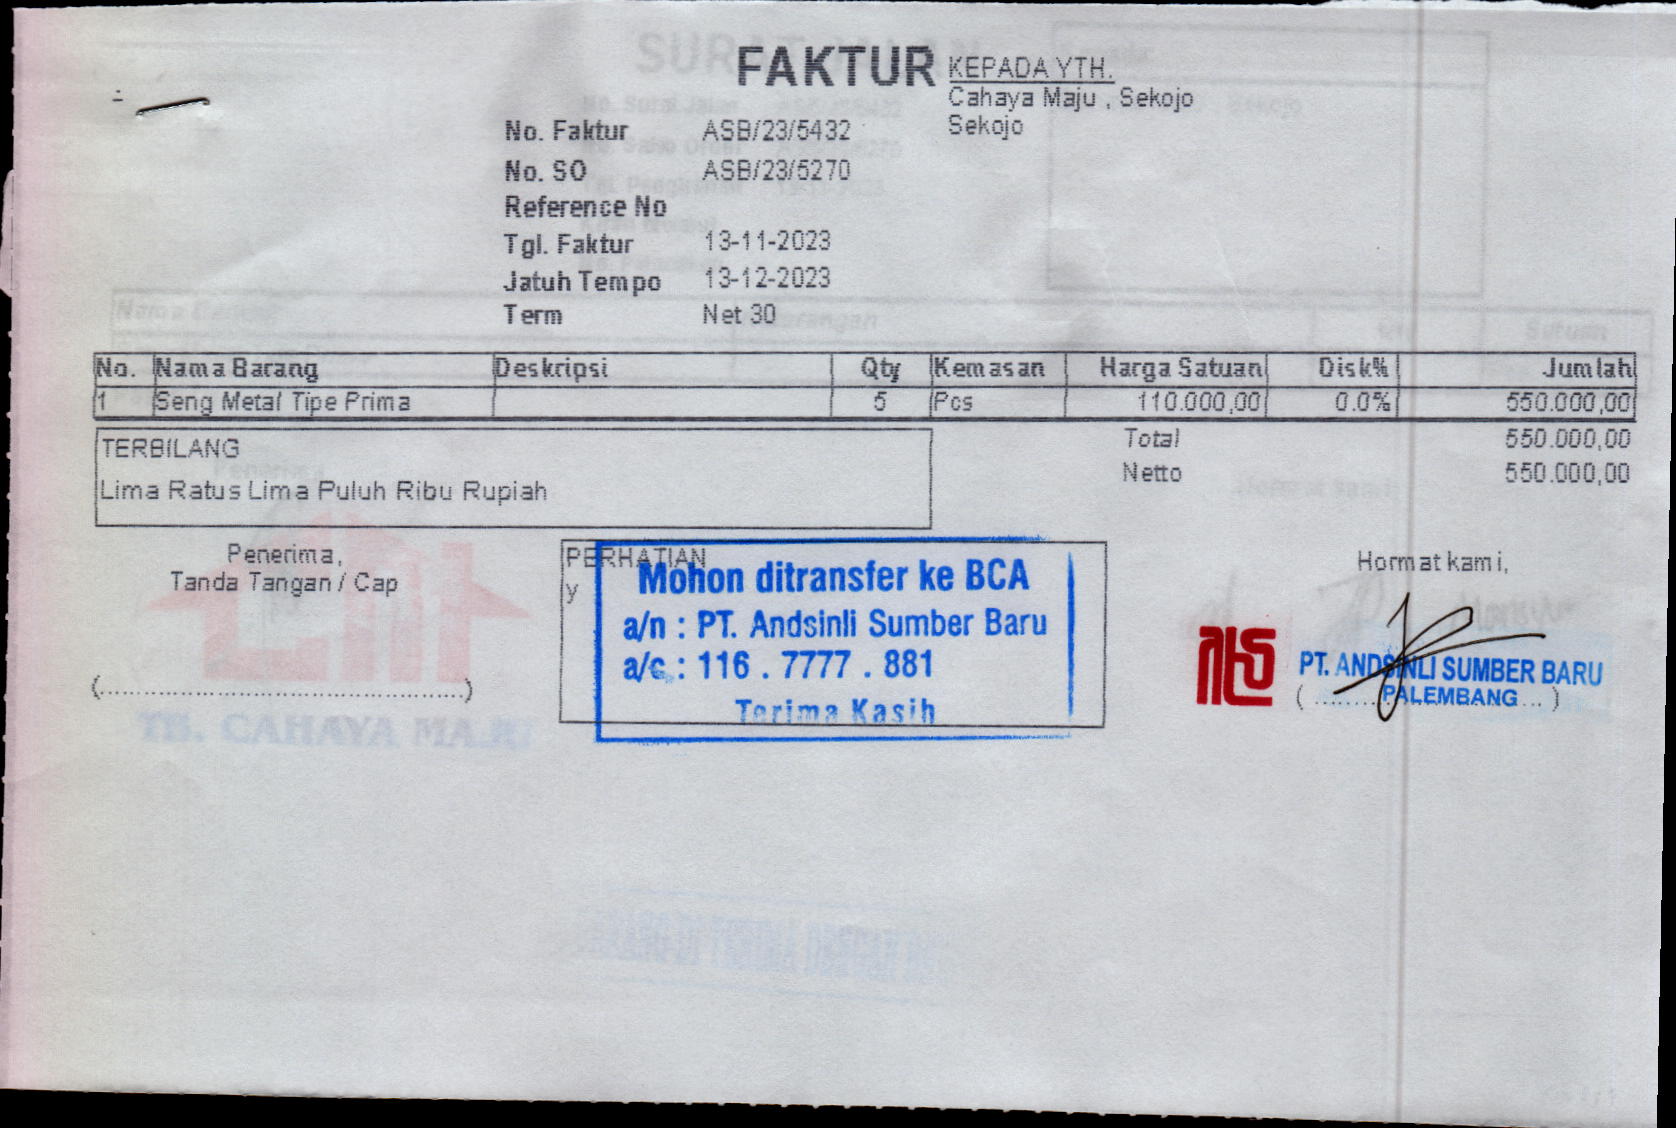 FAKTUR
KEPADA YTH.
Cahaya Maju , Sekojo
Sekojo
No. Faktur ASB/23/5432
No. SO ASB/23/5270
Reference No
Tgl. Faktur 13-11-2023
Jatuh Tempo 13-12-2023
Term Net 30
No. Nama Barang Deskripsi Qty Kemasan Harga Satuan Disk% Jumlah
1 Seng Metal Tipe Prima 5 Pcs 110.000,00 0.0% 550.000,00
TERBILANG
Lima Ratus Lima Puluh Ribu Rupiah
Total 550.000,00
Netto 550.000,00
Penerima,
Tanda Tangan / Cap
(..............................................)
TB. CAHAYA MAJU
PERHATIAN
y
Mohon ditransfer ke BCA
a/n : PT. Andsinli Sumber Baru
a/c : 116 . 7777 . 881
Terima Kasih
Hormat kami,
PT. ANDSINLI SUMBER BARU
PALEMBANG